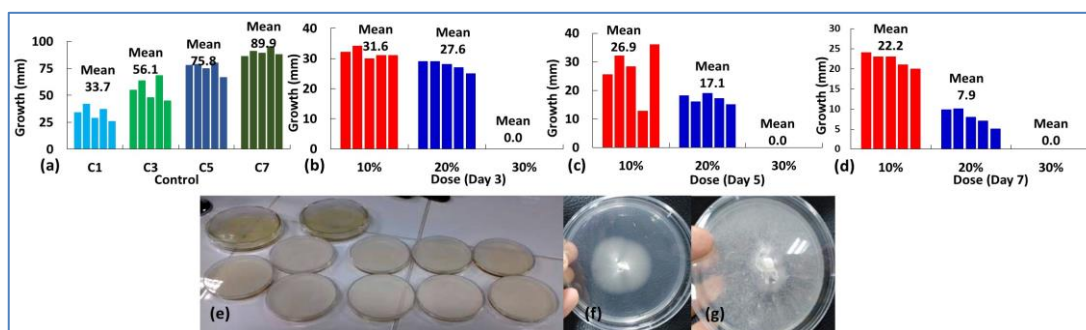 Growth (mm)
100
75
50
25
0
Mean
33.7
Mean
56.1
Mean
75.8
Mean
89.9
(a)
C1
C3
C5
C7
Control
Growth (mm)
40
30
20
10
0
Mean
31.6
Mean
27.6
Mean
0.0
(b)
10%
20%
30%
Dose (Day 3)
Growth (mm)
40
30
20
10
0
Mean
26.9
Mean
17.1
Mean
0.0
(c)
10%
20%
30%
Dose (Day 5)
Growth (mm)
30
25
20
15
10
5
0
Mean
22.2
Mean
7.9
Mean
0.0
(d)
10%
20%
30%
Dose (Day 7)
(e)
(f)
(g)